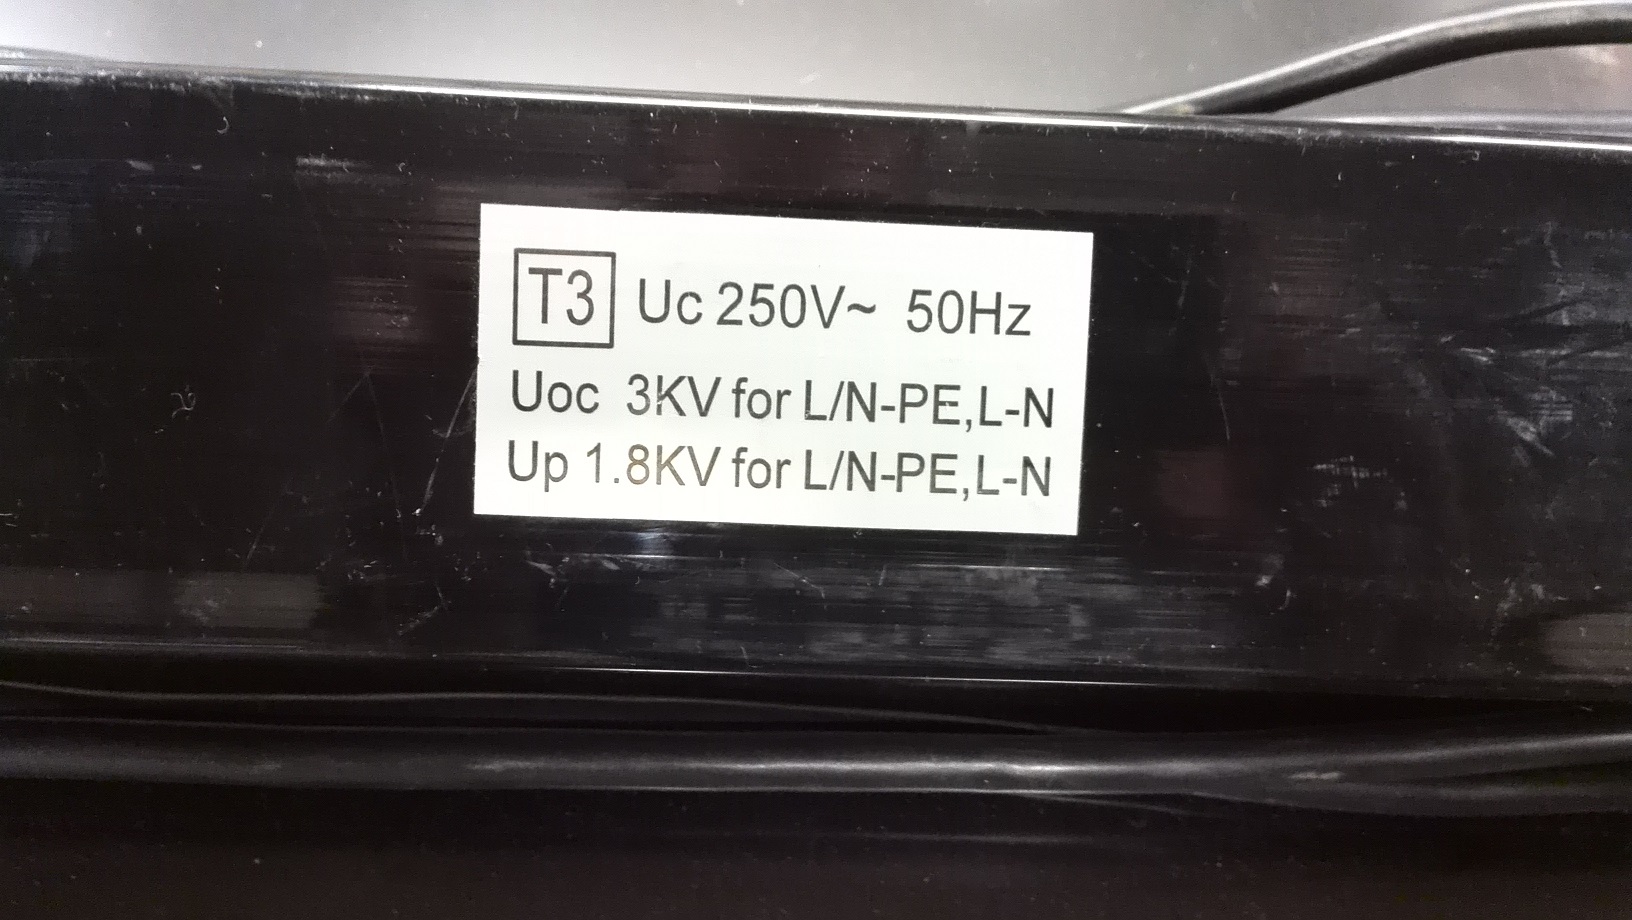 T3 Uc 250V~ 50Hz
Uoc 3KV for L/N-PE,L-N
Up 1.8KV for L/N-PE,L-N